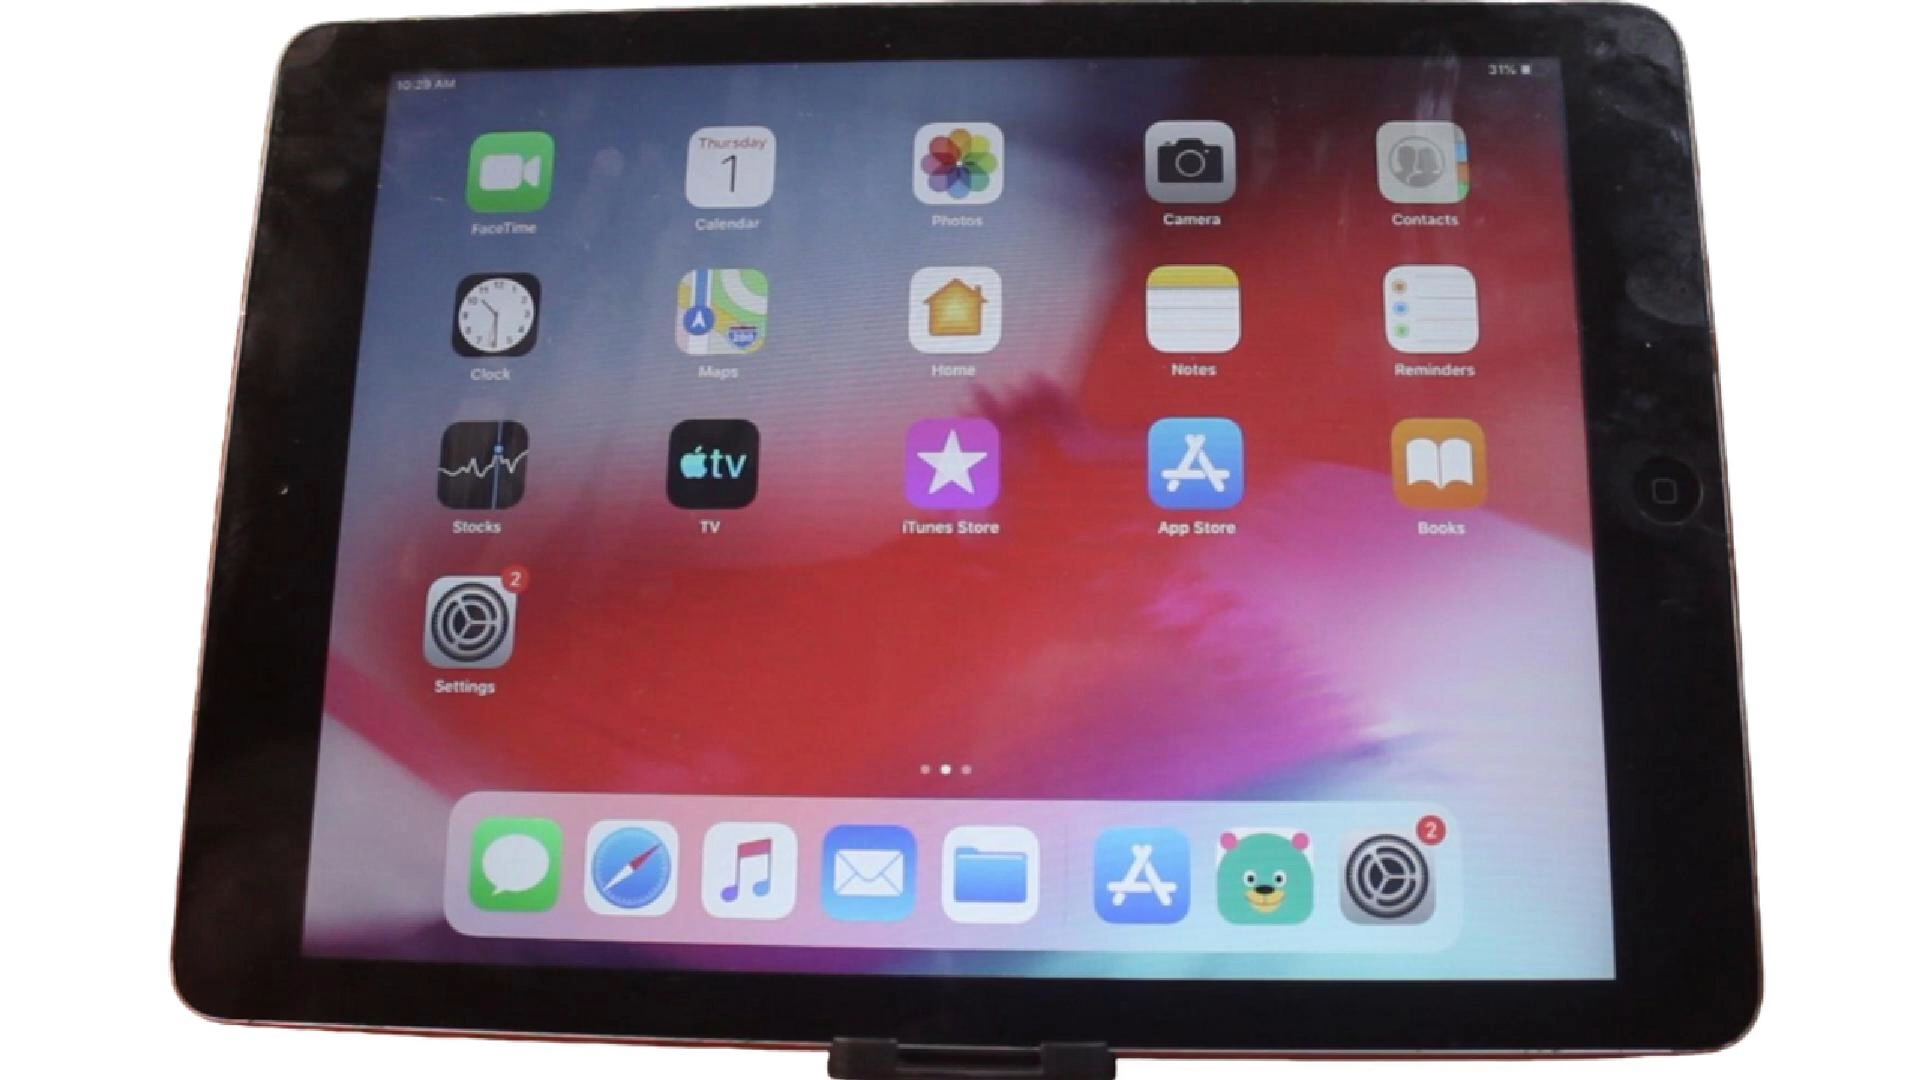 10:29 AM
31%
Thursday
1
FaceTime
Calendar
Photos
Camera
Contacts
Clock
Maps
Home
Notes
Reminders
tv
Stocks
TV
iTunes Store
App Store
Books
2
Settings
2